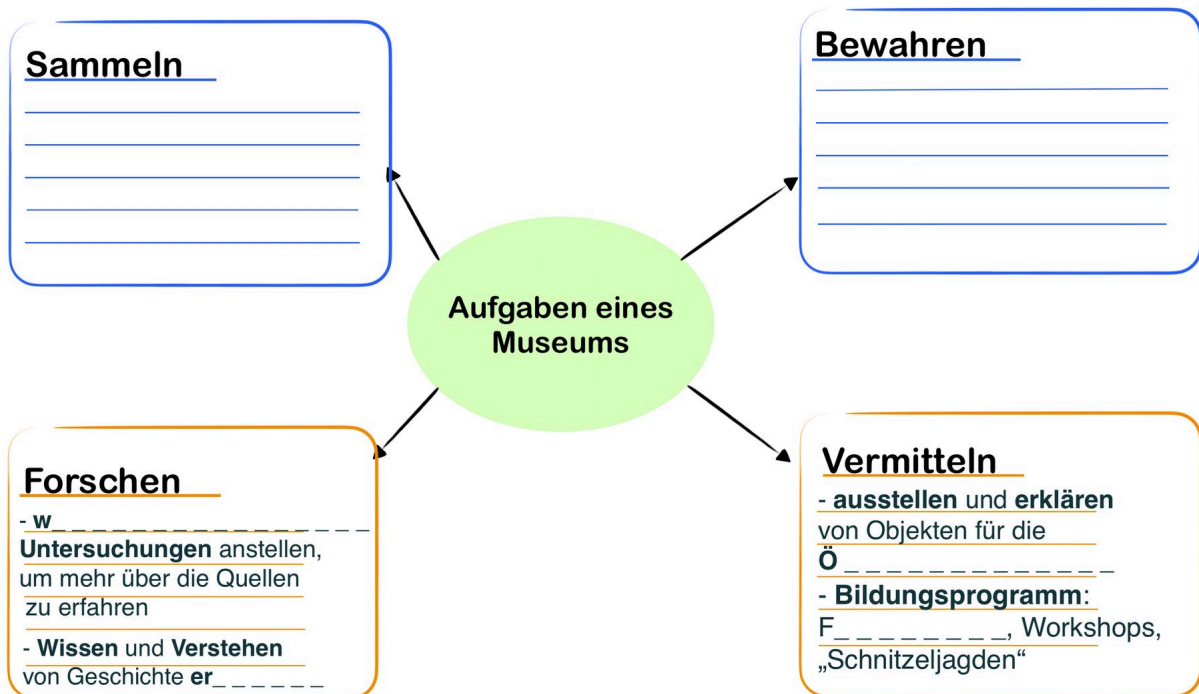 Sammeln
Bewahren
Aufgaben eines
Museums
Forschen
- w_ _ _ _ _ _ _ _ _ _ _ _ _ _ _ _
Untersuchungen anstellen,
um mehr über die Quellen
zu erfahren
- Wissen und Verstehen
von Geschichte er_ _ _ _ _ _
Vermitteln
- ausstellen und erklären
von Objekten für die
Ö _ _ _ _ _ _ _ _ _ _ _ _ _
- Bildungsprogramm:
F_ _ _ _ _ _ _ _, Workshops,
„Schnitzeljagden“